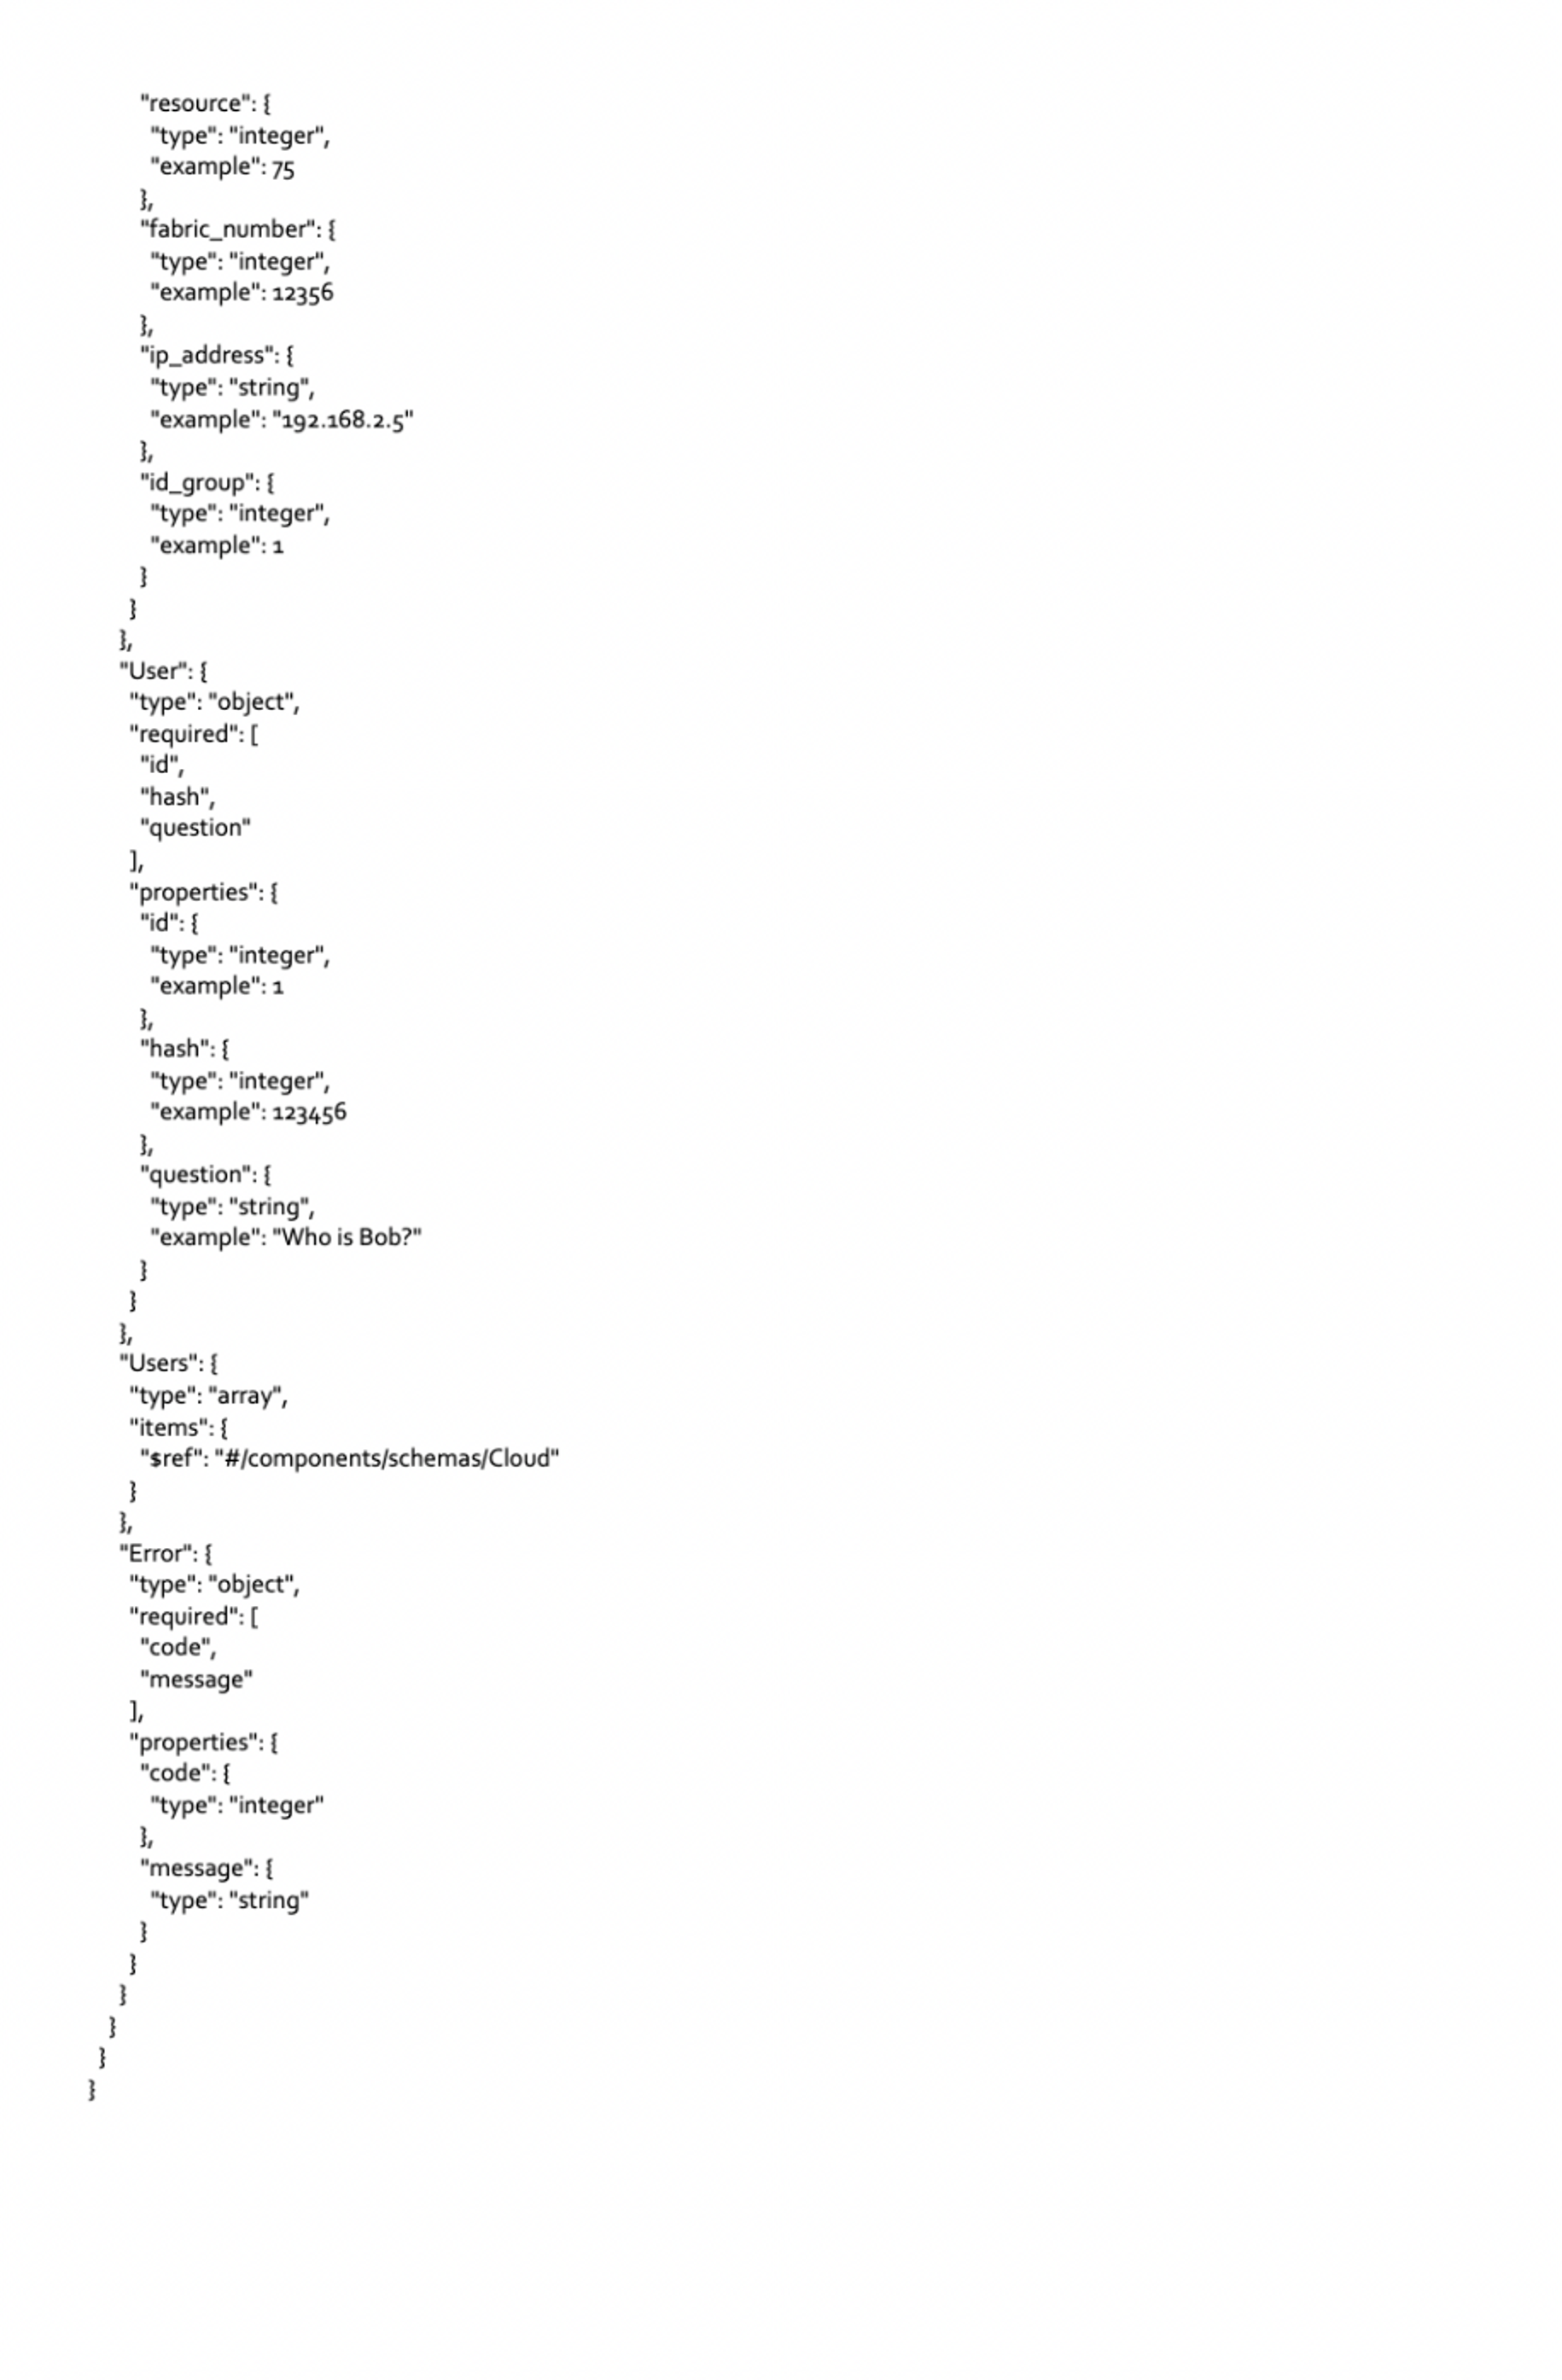 "resource": {
"type": "integer",
"example": 75
},
"fabric_number": {
"type": "integer",
"example": 12356
},
"ip_address": {
"type": "string",
"example": "192.168.2.5"
},
"id_group": {
"type": "integer",
"example": 1
}
}
},
"User": {
"type": "object",
"required": [
"id",
"hash",
"question"
],
"properties": {
"id": {
"type": "integer",
"example": 1
},
"hash": {
"type": "integer",
"example": 123456
},
"question": {
"type": "string",
"example": "Who is Bob?"
}
}
},
"Users": {
"type": "array",
"items": {
"$ref": "#/components/schemas/Cloud"
}
},
"Error": {
"type": "object",
"required": [
"code",
"message"
],
"properties": {
"code": {
"type": "integer"
},
"message": {
"type": "string"
}
}
}
}
}
}